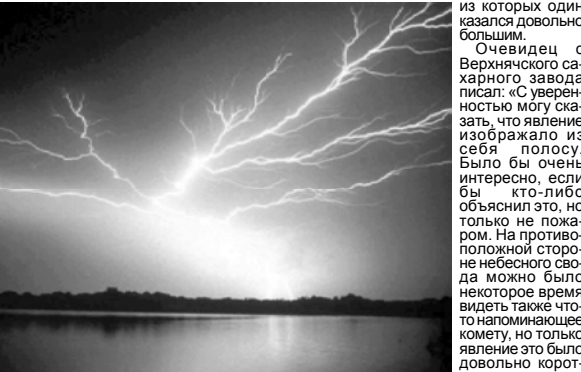 из которых один
казался довольно
большим.
Очевидец с
Верхнячского са-
харного завода
писал: «С уверен-
ностью могу ска-
зать, что явление
изображало из
себя полосу.
Было бы очень
интересно, если
бы кто-либо
объяснил это, но
только не пожа-
ром. На противо-
положной сторо-
не небесного сво-
да можно было
некоторое время
видеть также что-
то напоминающее
комету, но только
явление это было
довольно корот-